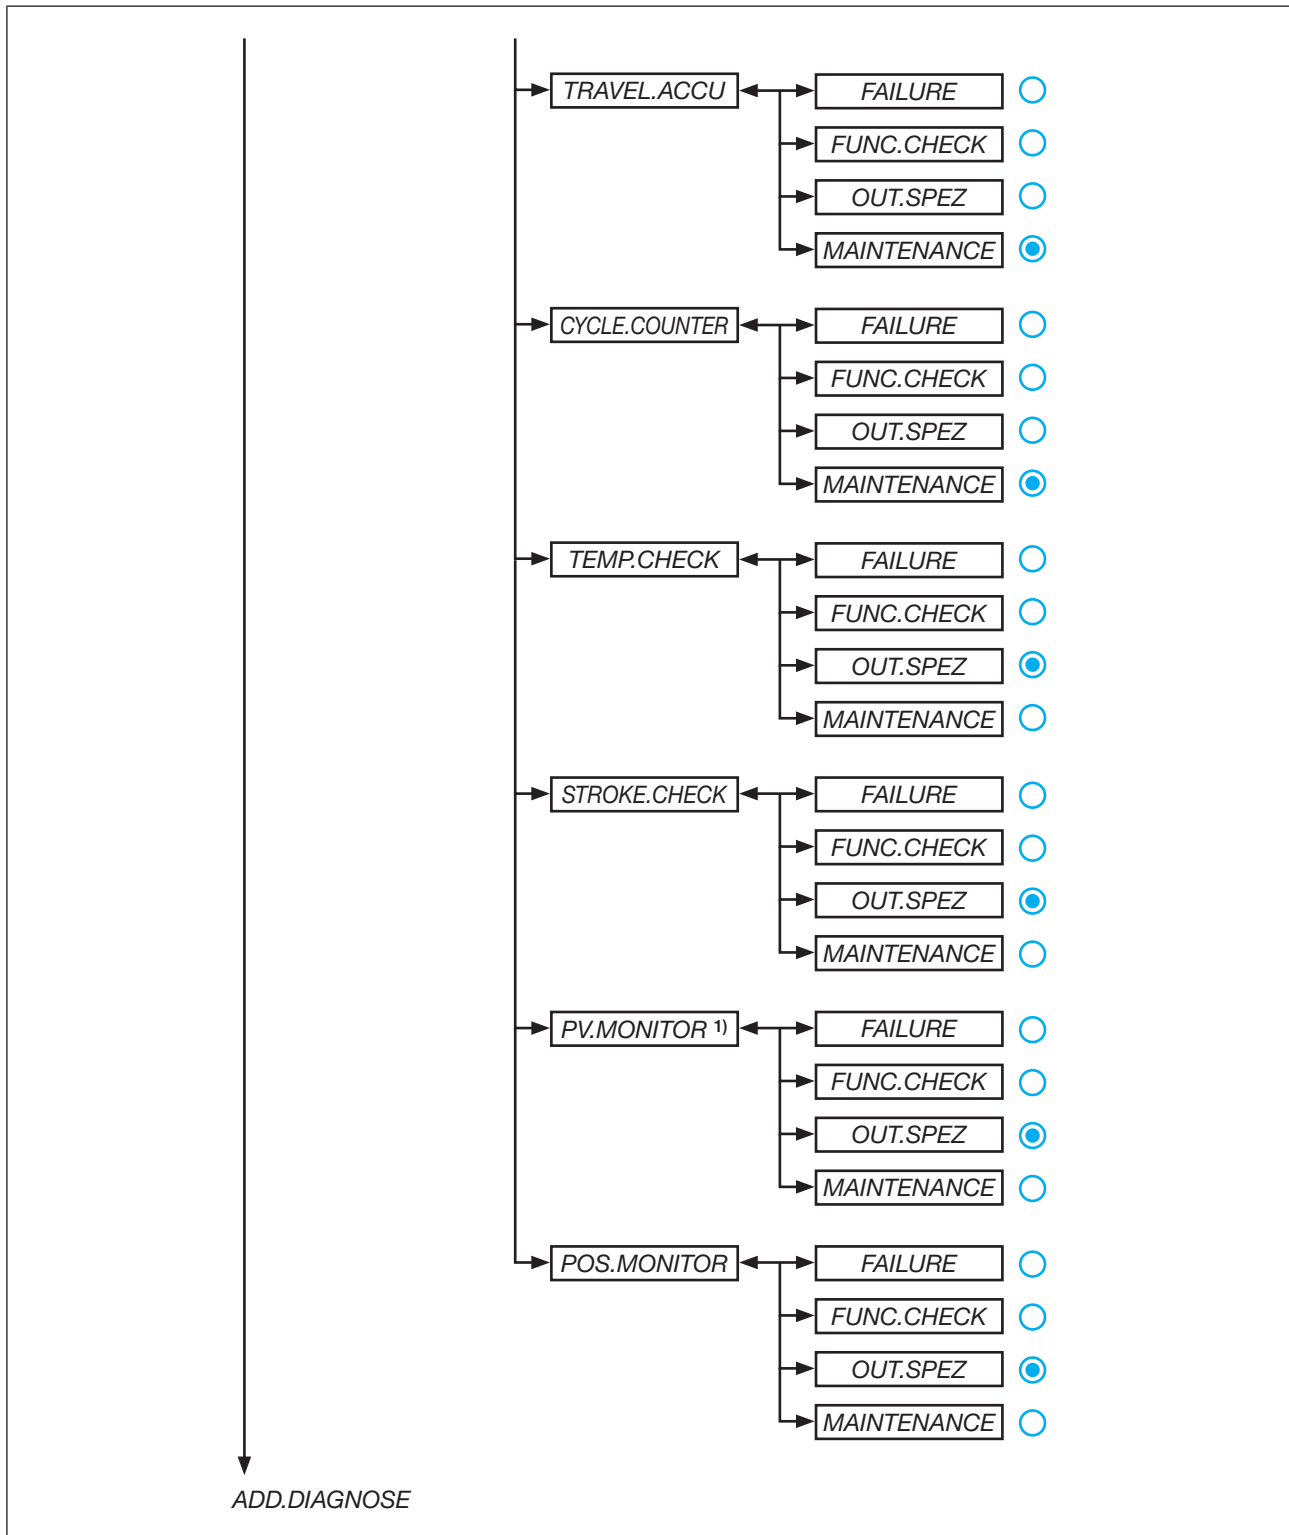 TRAVEL.ACCU FAILURE
FUNC.CHECK
OUT.SPEZ
MAINTENANCE
CYCLE.COUNTER FAILURE
FUNC.CHECK
OUT.SPEZ
MAINTENANCE
TEMP.CHECK FAILURE
FUNC.CHECK
OUT.SPEZ
MAINTENANCE
STROKE.CHECK FAILURE
FUNC.CHECK
OUT.SPEZ
MAINTENANCE
PV.MONITOR 1) FAILURE
FUNC.CHECK
OUT.SPEZ
MAINTENANCE
POS.MONITOR FAILURE
FUNC.CHECK
OUT.SPEZ
MAINTENANCE
ADD.DIAGNOSE